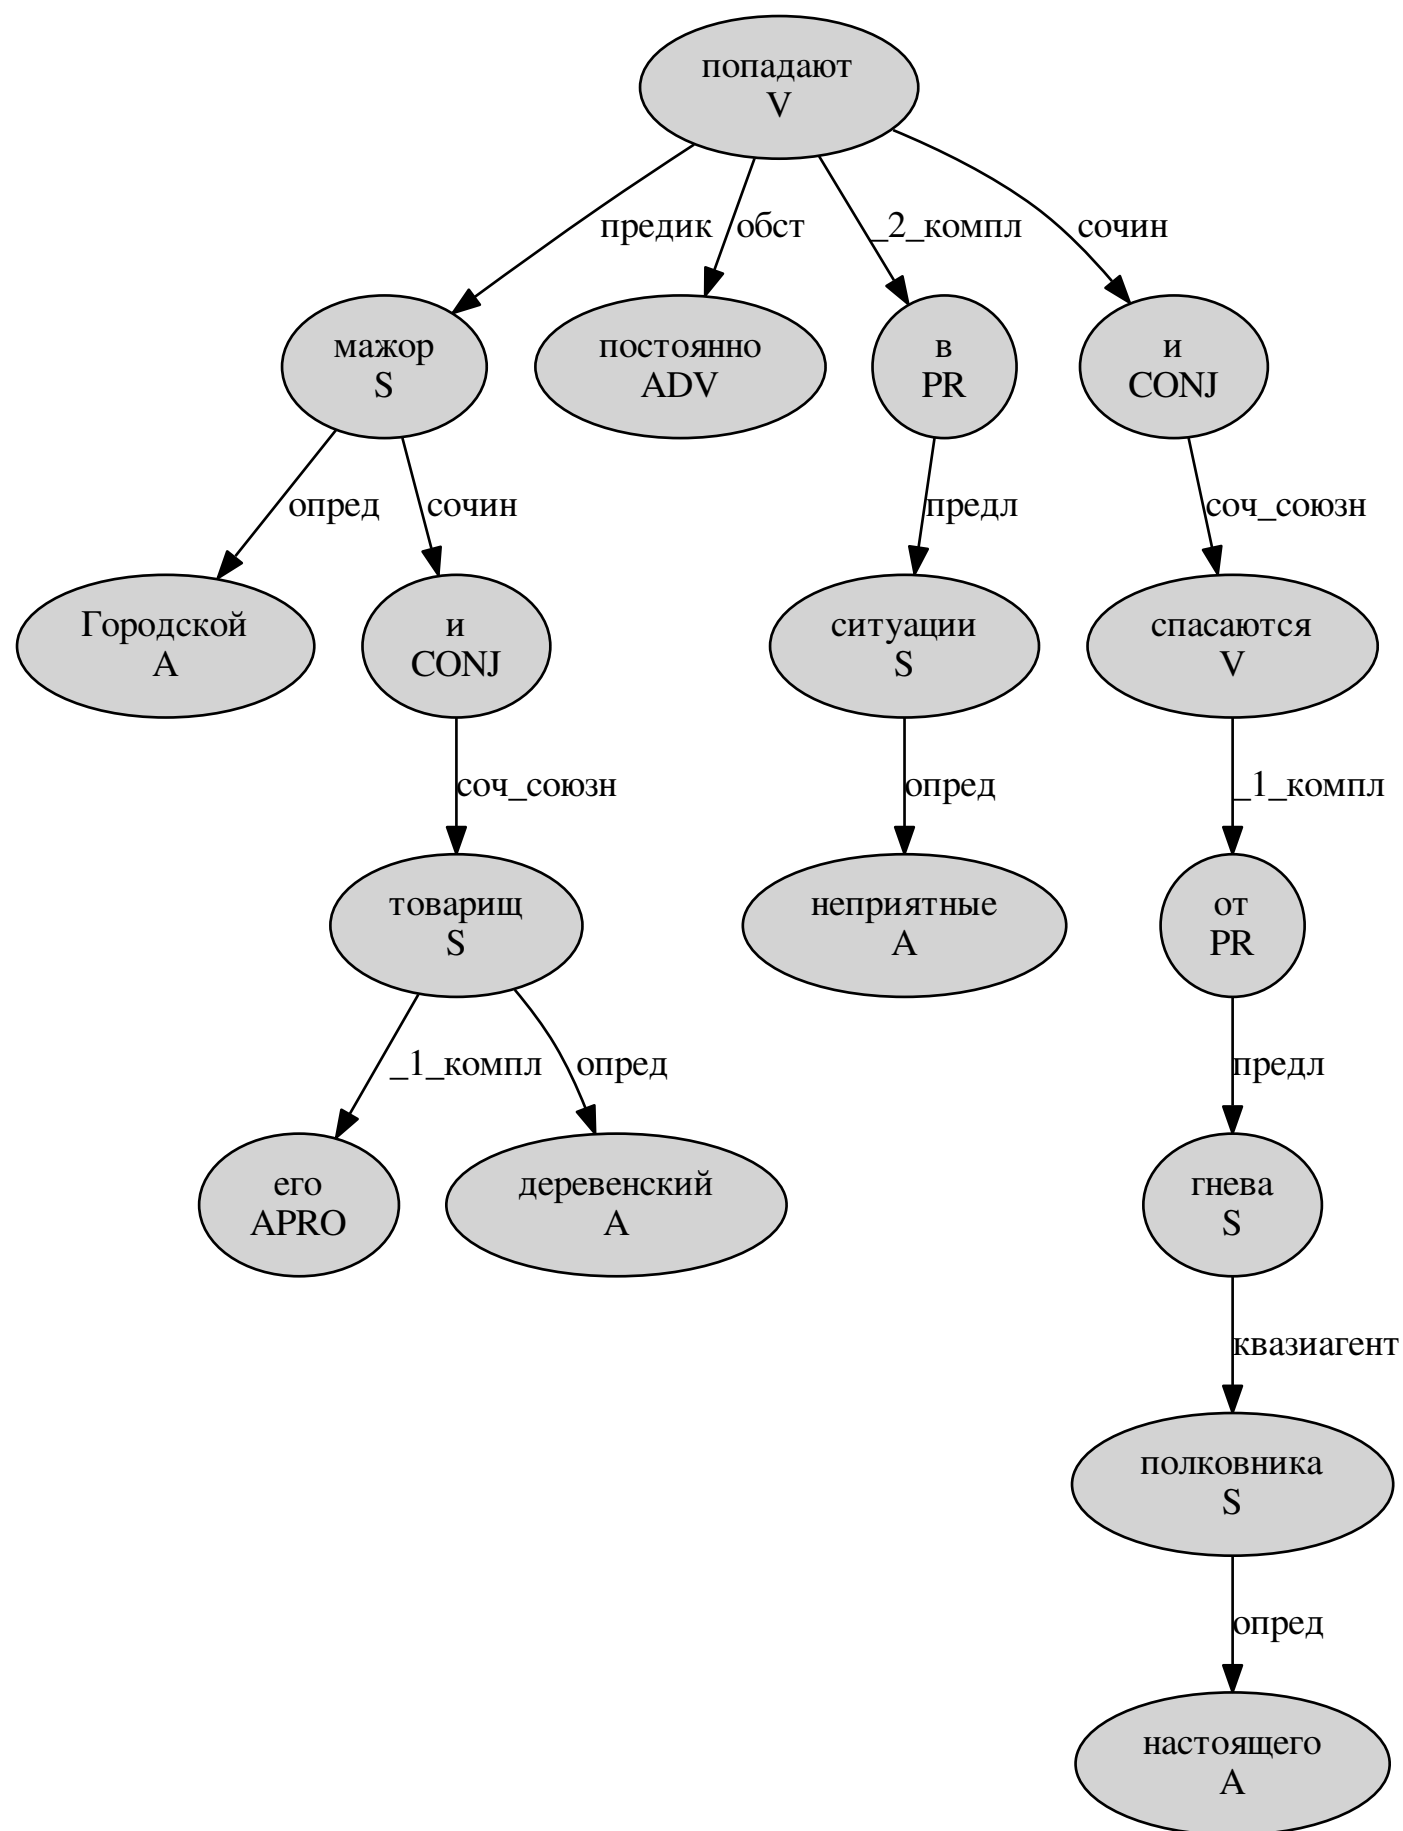 попадают
V
предик
обст
_2_компл
сочин
мажор
S
постоянно
ADV
в
PR
и
CONJ
опред
сочин
предл
соч_союзн
Городской
A
и
CONJ
ситуации
S
спасаются
V
соч_союзн
опред
_1_компл
товарищ
S
неприятные
A
от
PR
_1_компл
опред
предл
его
APRO
деревенский
A
гнева
S
квазиагент
полковника
S
опред
настоящего
A